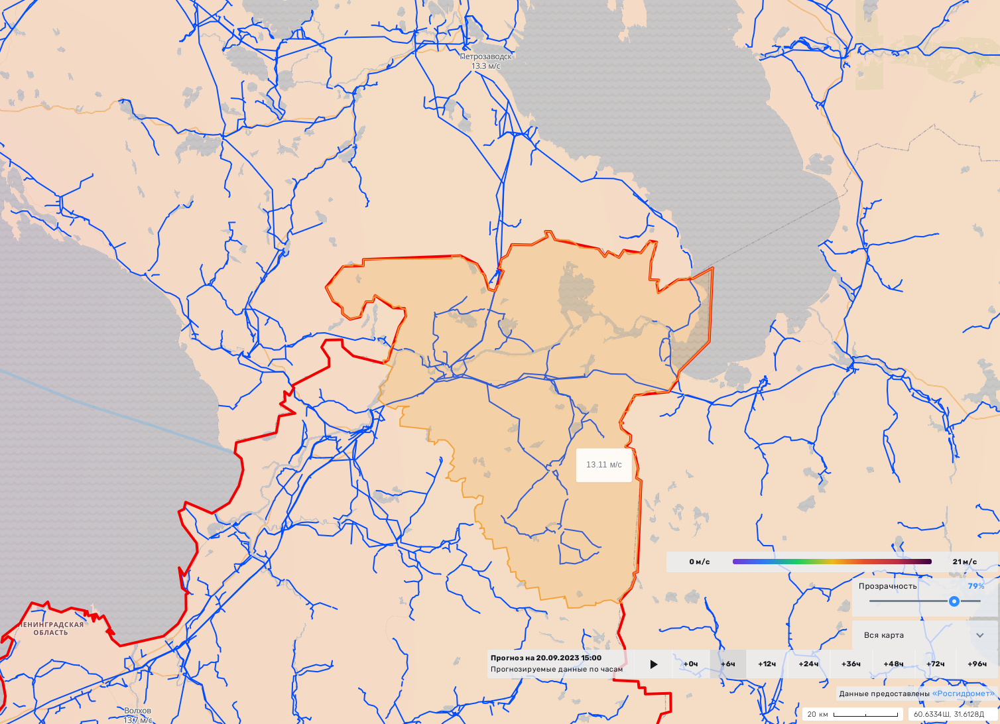 Петрозаводск
13.3 м/с
13.11 м/с
0 м/с
21 м/с
Прозрачность
79%
ЛЕНИНГРАДСКАЯ
ОБЛАСТЬ
Вся карта
Прогноз на 20.09.2023 15:00
Прогнозируемые данные по часам
+0ч
+6ч
+12ч
+24ч
+36ч
+48ч
+72ч
+96ч
Данные предоставлены «Росгидромет»
Волхов
13.7 м/с
20 км
60.6334Ш, 31.6128Д